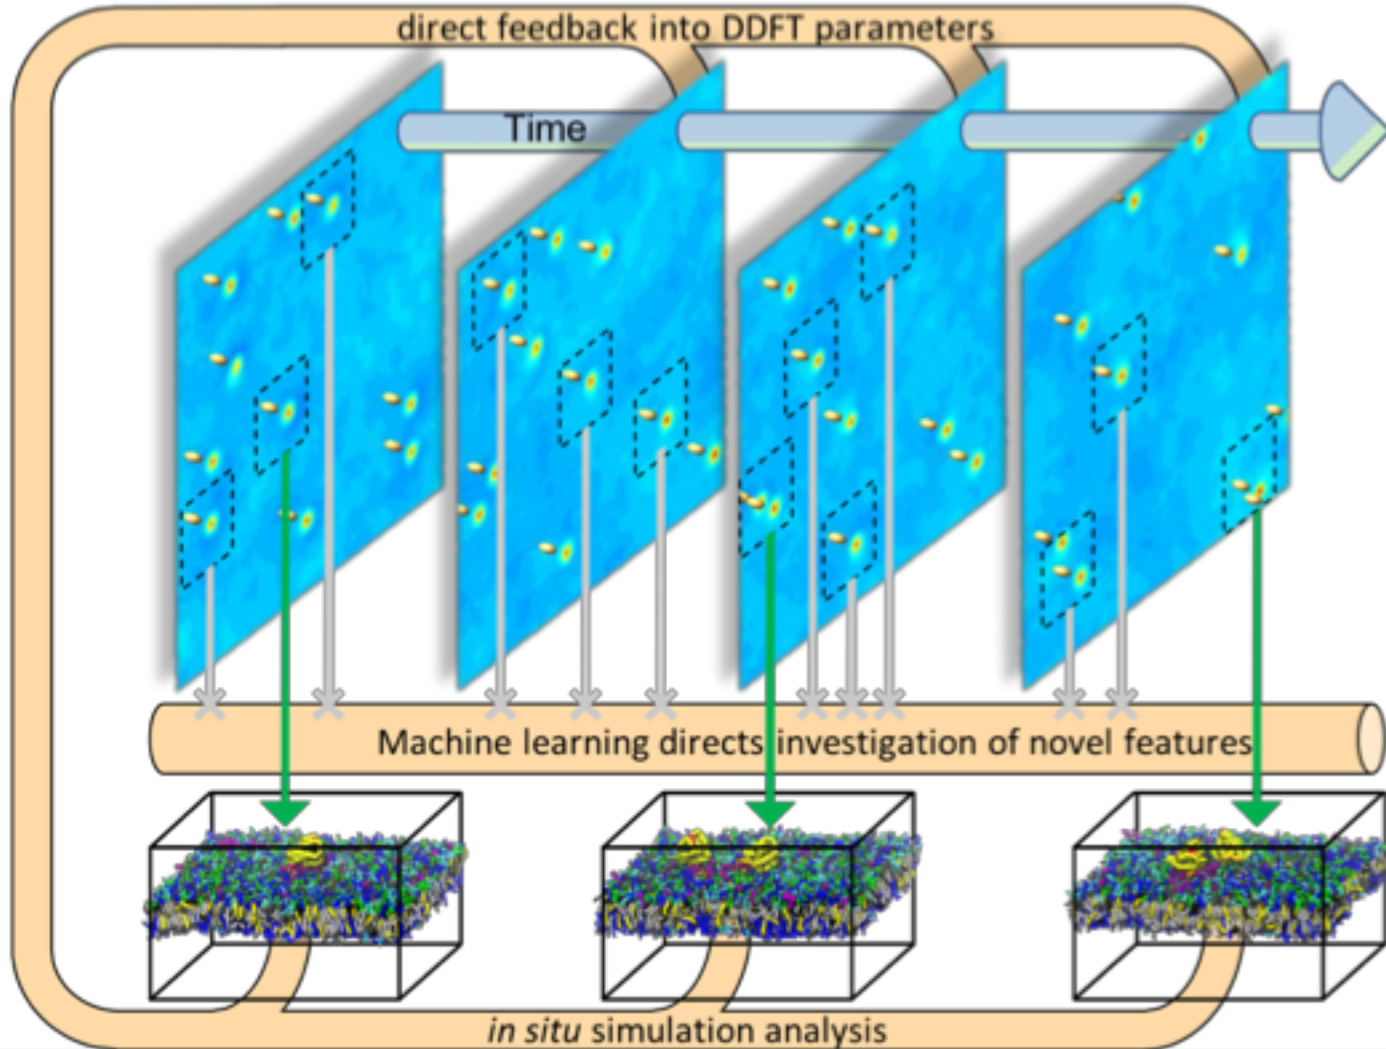 direct feedback into DDFT parameters
Time
Machine learning directs investigation of novel features
in situ simulation analysis